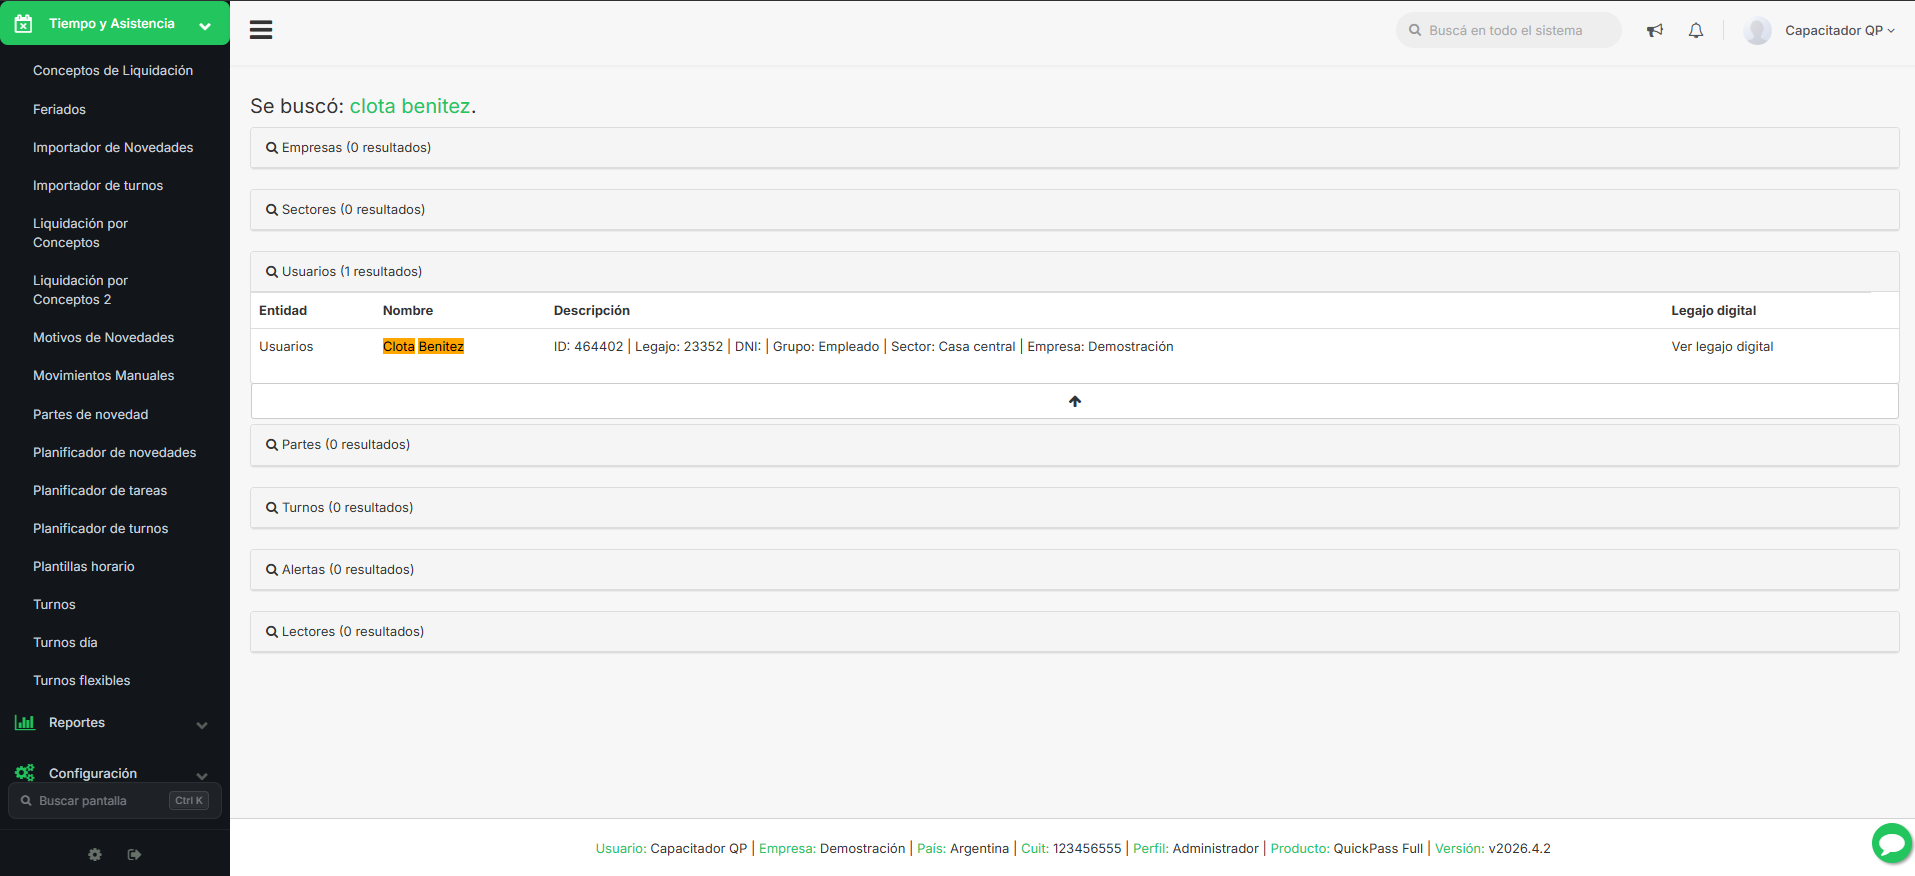 Tiempo y Asistencia
Conceptos de Liquidación
Feriados
Importador de Novedades
Importador de turnos
Liquidación por
Conceptos
Liquidación por
Conceptos 2
Motivos de Novedades
Movimientos Manuales
Partes de novedad
Planificador de novedades
Planificador de tareas
Planificador de turnos
Plantillas horario
Turnos
Turnos día
Turnos flexibles
Reportes
Configuración
Buscar pantalla Ctrl K
Buscá en todo el sistema
Capacitador QP
Se buscó: clota benitez.
Empresas (0 resultados)
Sectores (0 resultados)
Usuarios (1 resultados)
Entidad Nombre Descripción Legajo digital
Usuarios Clota Benitez ID: 464402 | Legajo: 23352 | DNI: | Grupo: Empleado | Sector: Casa central | Empresa: Demostración Ver legajo digital
Partes (0 resultados)
Turnos (0 resultados)
Alertas (0 resultados)
Lectores (0 resultados)
Usuario: Capacitador QP | Empresa: Demostración | País: Argentina | Cuit: 123456555 | Perfil: Administrador | Producto: QuickPass Full | Versión: v2026.4.2